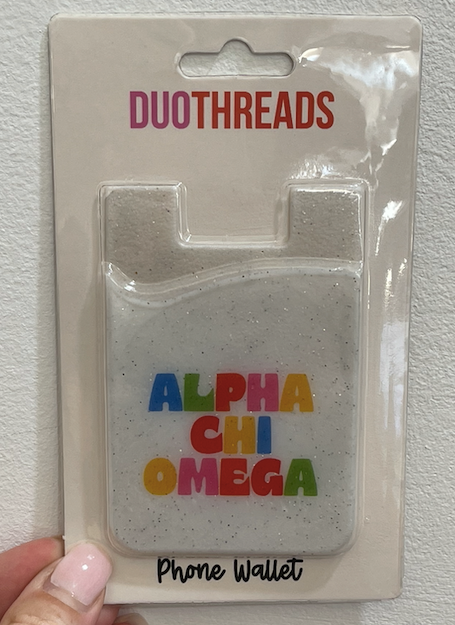 DUOTHREADS
ALPHA
CHI
OMEGA
Phone Wallet